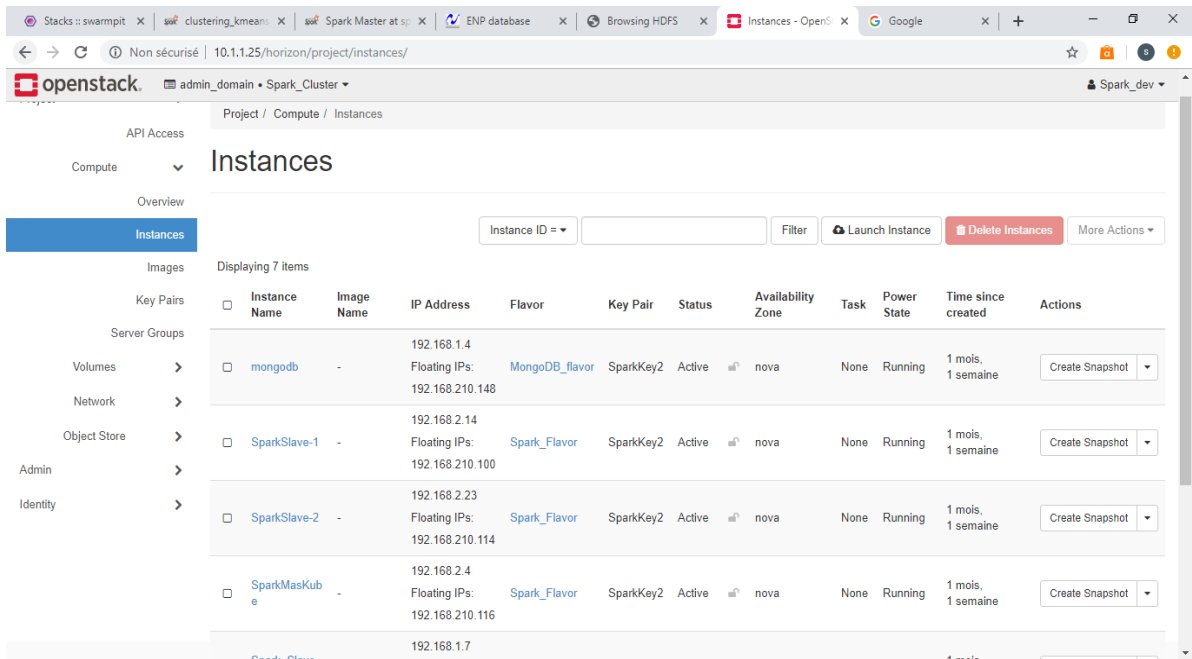 Stacks :: swarmpit
clustering_kmeans
Spark Master at sp
ENP database
Browsing HDFS
Instances - OpenS
Google
Non sécurisé 10.1.1.25/horizon/project/instances/
openstack. admin_domain • Spark_Cluster Spark_dev
Project / Compute / Instances
API Access
Compute
Overview
Instances
Images
Key Pairs
Server Groups
Volumes
Network
Object Store
Admin
Identity
Instances
Instance ID = Filter Launch Instance Delete Instances More Actions
Displaying 7 items
Instance Name Image Name IP Address Flavor Key Pair Status Availability Zone Task Power State Time since created Actions
192.168.1.4
mongodb - Floating IPs: MongoDB_flavor SparkKey2 Active nova None Running 1 mois, 1 semaine Create Snapshot
192.168.210.148
192.168.2.14
SparkSlave-1 - Floating IPs: Spark_Flavor SparkKey2 Active nova None Running 1 mois, 1 semaine Create Snapshot
192.168.210.100
192.168.2.23
SparkSlave-2 - Floating IPs: Spark_Flavor SparkKey2 Active nova None Running 1 mois, 1 semaine Create Snapshot
192.168.210.114
192.168.2.4
SparkMasKube - Floating IPs: Spark_Flavor SparkKey2 Active nova None Running 1 mois, 1 semaine Create Snapshot
192.168.210.116
192.168.1.7